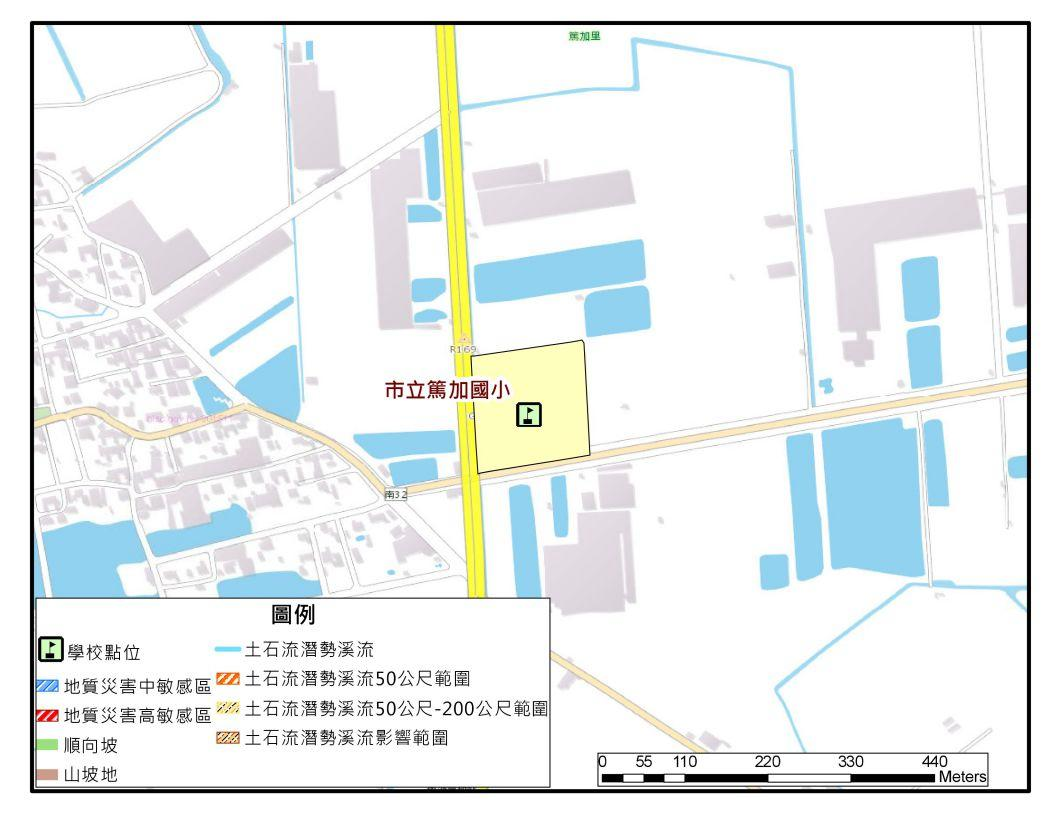 篤加里
R169
市立篤加國小
南32
圖例
學校點位
土石流潛勢溪流
地質災害中敏感區
土石流潛勢溪流50公尺範圍
地質災害高敏感區
土石流潛勢溪流50公尺-200公尺範圍
順向坡
土石流潛勢溪流影響範圍
山坡地
0 55 110 220 330 440
Meters